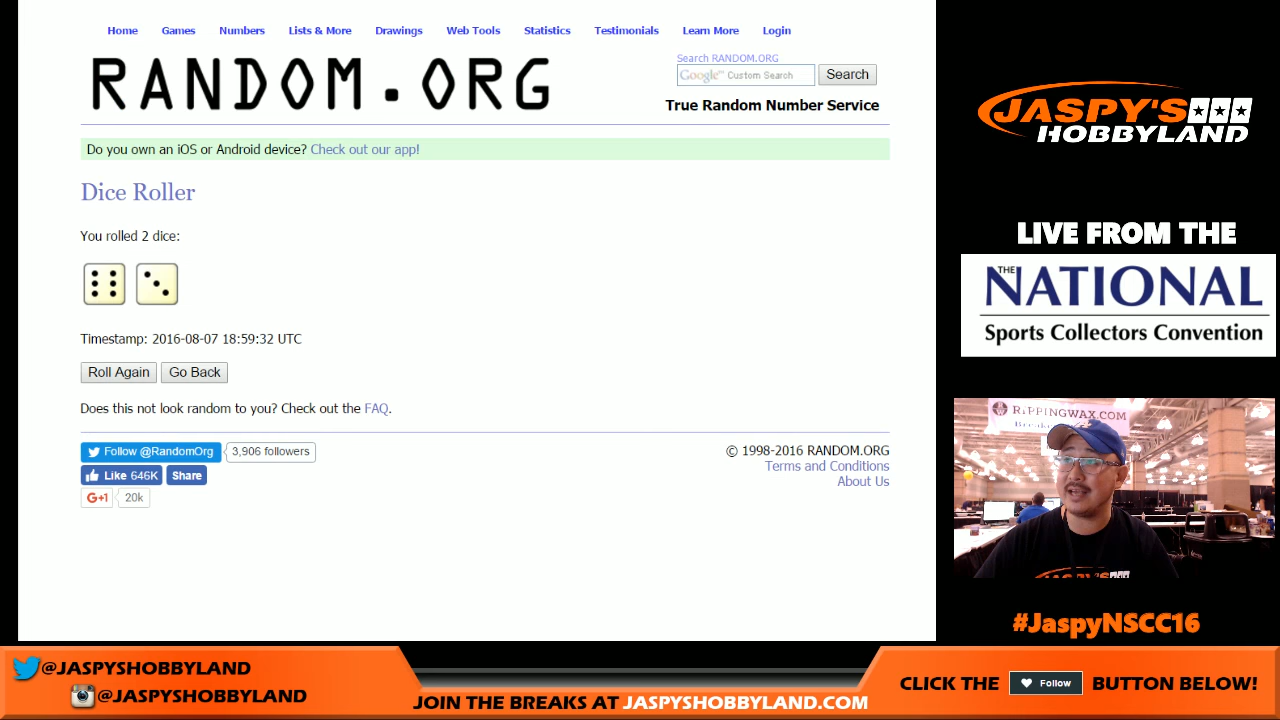 Home Games Numbers Lists & More Drawings Web Tools Statistics Testimonials Learn More Login
RANDOM.ORG
Search RANDOM.ORG
Google™ Custom Search Search
True Random Number Service
Do you own an iOS or Android device? Check out our app!
Dice Roller
You rolled 2 dice:
Timestamp: 2016-08-07 18:59:32 UTC
Roll Again Go Back
Does this not look random to you? Check out the FAQ.
Follow @RandomOrg 3,906 followers
Like 646K Share
G+1 20k
© 1998-2016 RANDOM.ORG
Terms and Conditions
About Us
JASPY'S
HOBBYLAND
LIVE FROM THE
THE NATIONAL
Sports Collectors Convention
RIPPINGWAX.COM
JASPY'S
#JaspyNSCC16
@JASPYSHOBBYLAND
@JASPYSHOBBYLAND
JOIN THE BREAKS AT JASPYSHOBBYLAND.COM
CLICK THE Follow BUTTON BELOW!